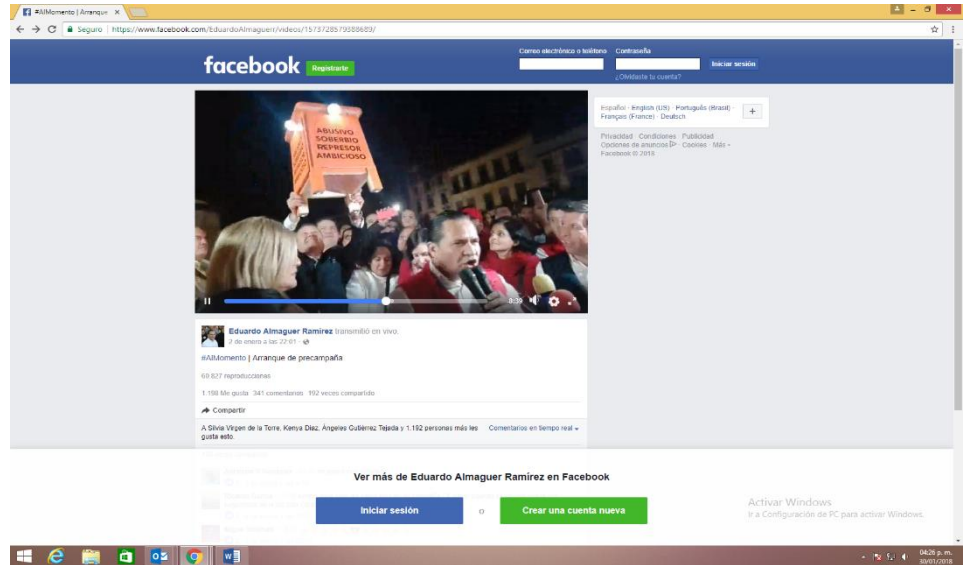 #AlMomento | Arranque
Seguro | https://www.facebook.com/EduardoAlmaguerr/videos/1573728579388689/
facebook
Registrarte
Correo electrónico o teléfono
Contraseña
Iniciar sesión
¿Olvidaste tu cuenta?
ABUSIVO
SOBERBIO
REPRESOR
AMBICIOSO
8:39
Español · English (US) · Português (Brasil) ·
Français (France) · Deutsch
Privacidad · Condiciones · Publicidad ·
Opciones de anuncios · Cookies · Más
Facebook © 2018
Eduardo Almaguer Ramírez transmitió en vivo.
2 de enero a las 22:01 ·
#AlMomento | Arranque de precampaña
60 827 reproducciones
1.198 Me gusta 341 comentarios 192 veces compartido
Compartir
A Silvia Virgen de la Torre, Kenya Diaz, Ángeles Gutiérrez Tejada y 1.192 personas más les
gusta esto.
Comentarios en tiempo real
Ver más de Eduardo Almaguer Ramírez en Facebook
Iniciar sesión
o
Crear una cuenta nueva
Activar Windows
Ir a Configuración de PC para activar Windows.
04:26 p. m.
30/01/2018